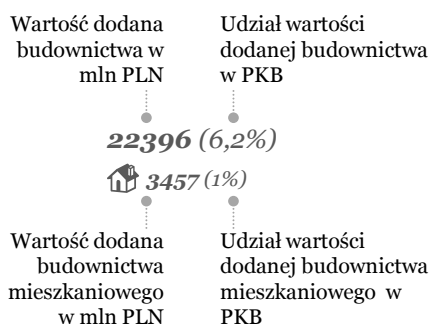 Wartość dodana
budownictwa w
mln PLN
Udział wartości
dodanej budownictwa
w PKB
22396 (6,2%)
3457 (1%)
Wartość dodana
budownictwa
mieszkaniowego
w mln PLN
Udział wartości
dodanej budownictwa
mieszkaniowego w
PKB